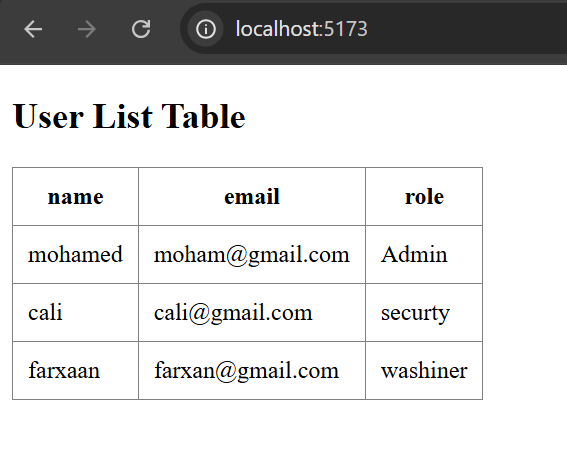 localhost:5173
User List Table
name email role
mohamed moham@gmail.com Admin
cali cali@gmail.com securty
farxaan farxan@gmail.com washiner